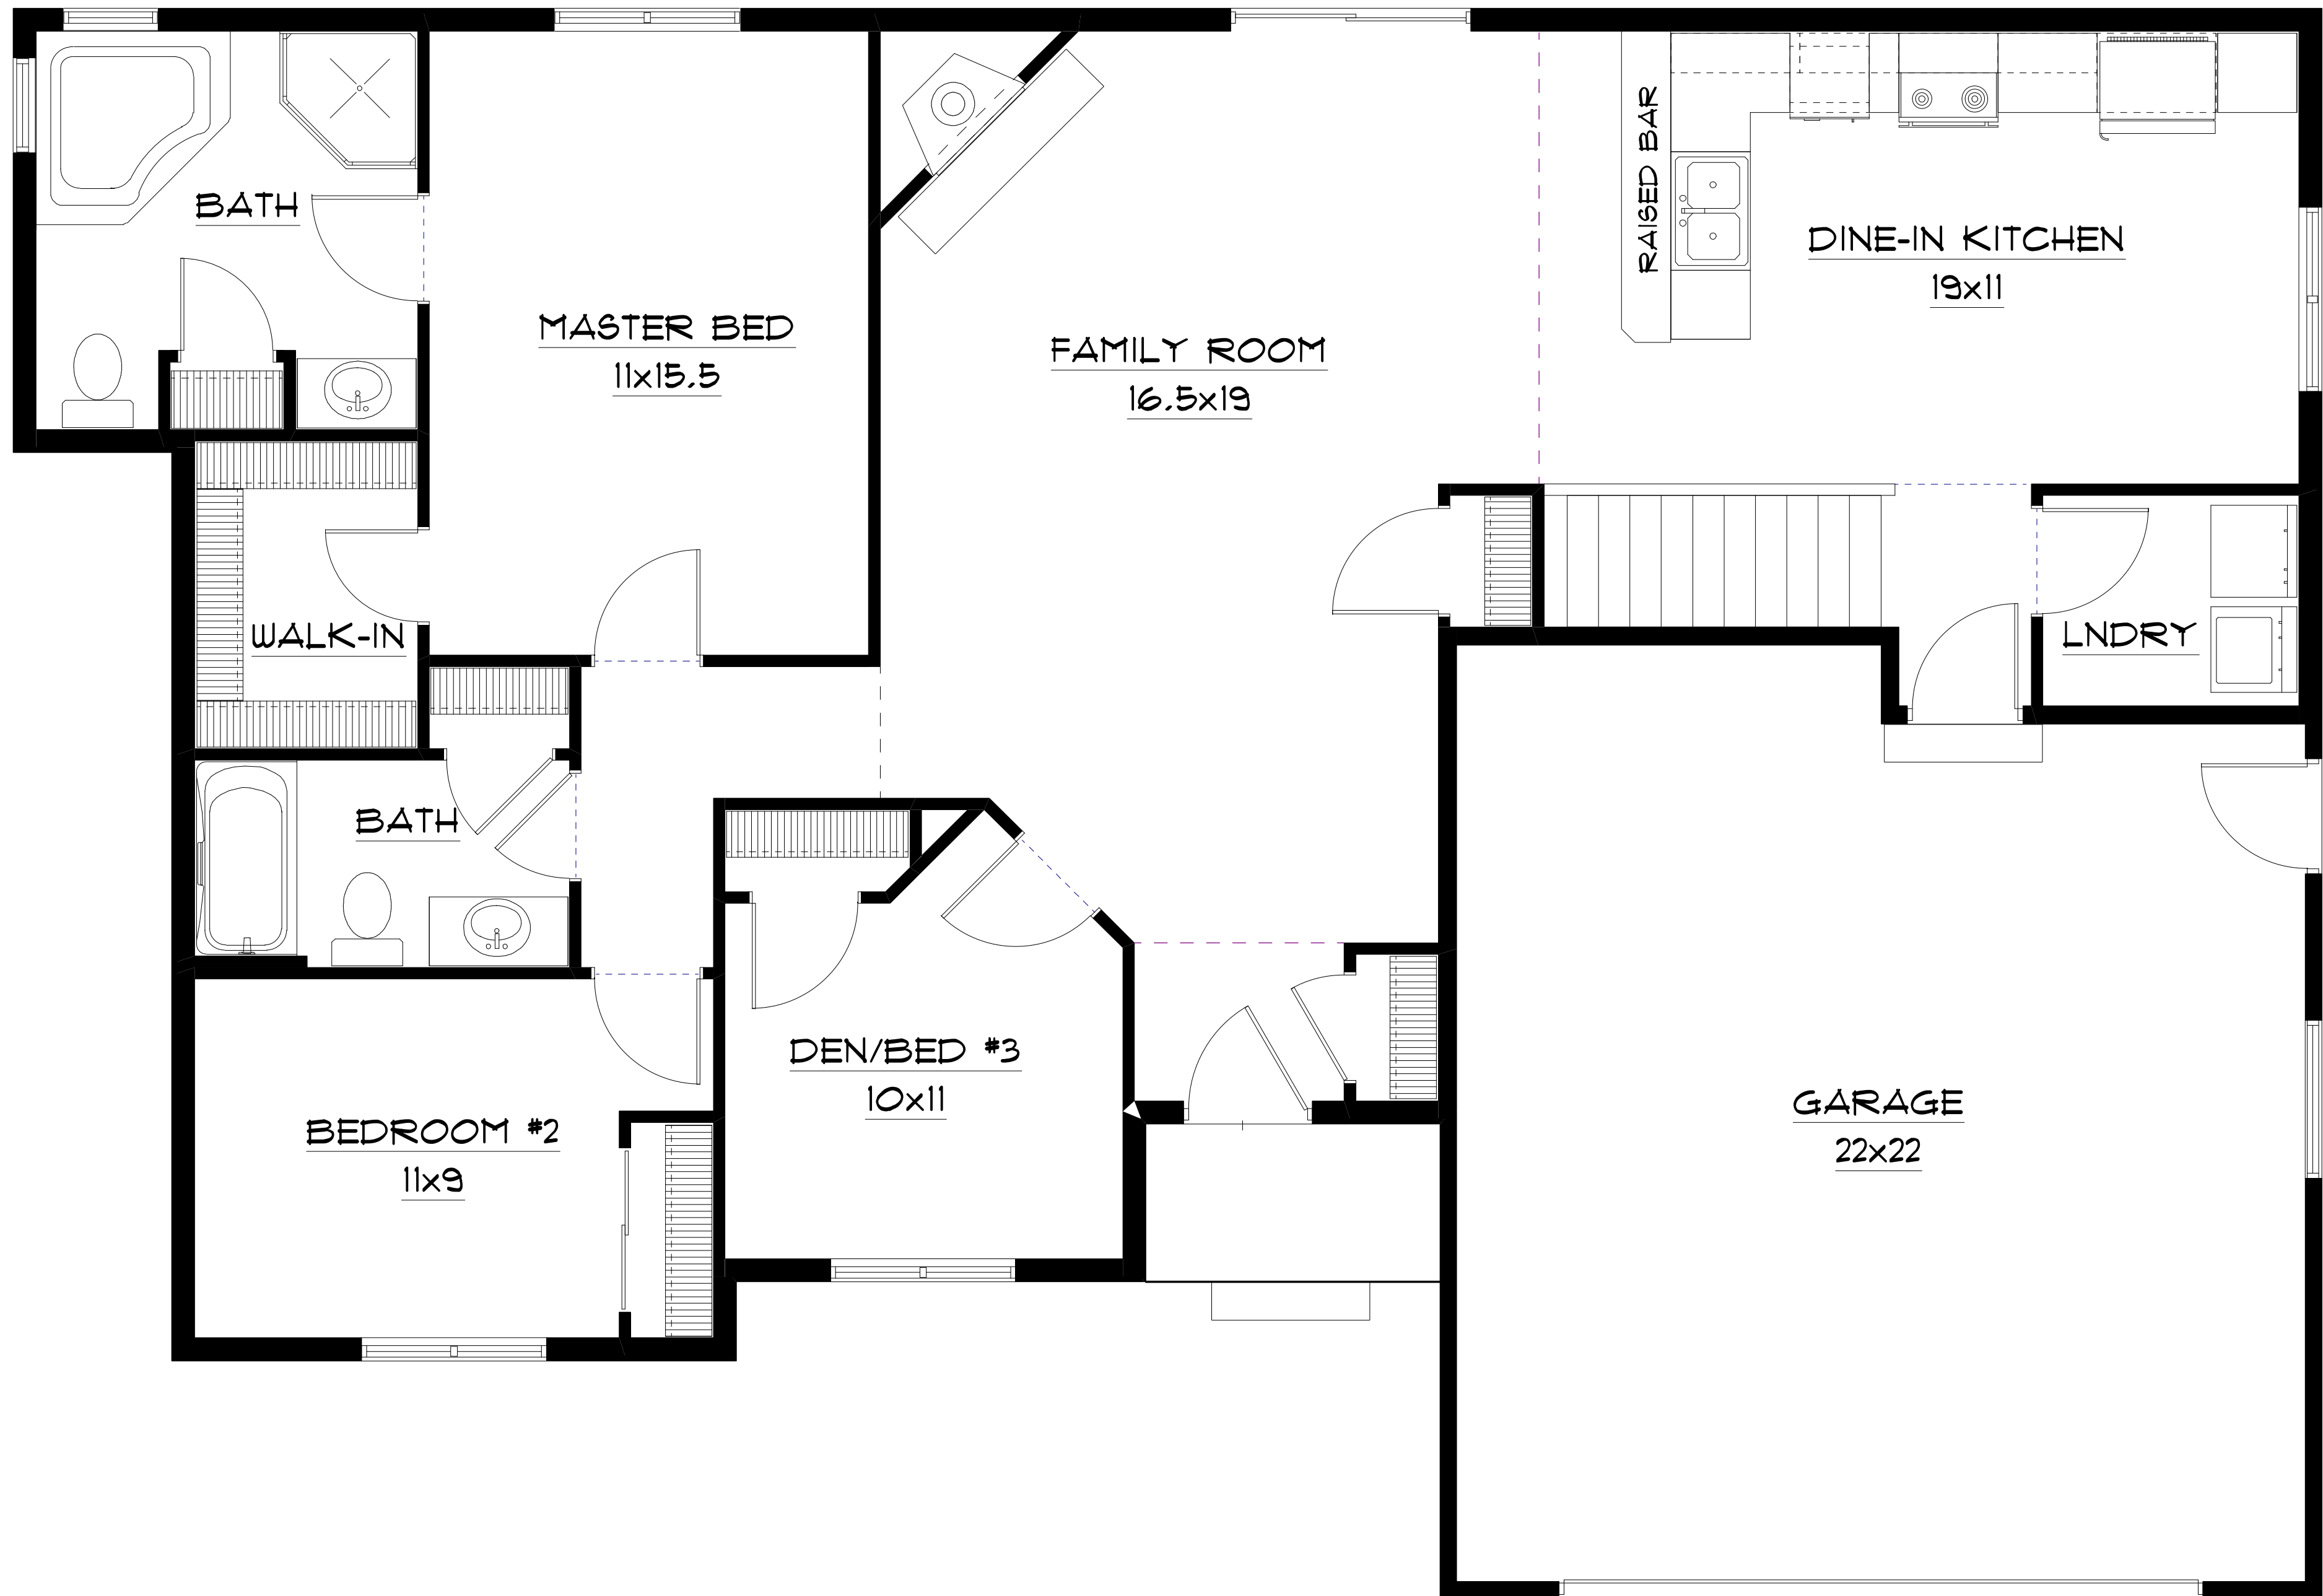 BATH
RAISED BAR
DINE-IN KITCHEN
19x11
MASTER BED
11x15.5
FAMILY ROOM
16.5x19
WALK-IN
LNDRY
BATH
DEN/BED #3
10x11
GARAGE
22x22
BEDROOM #2
11x9